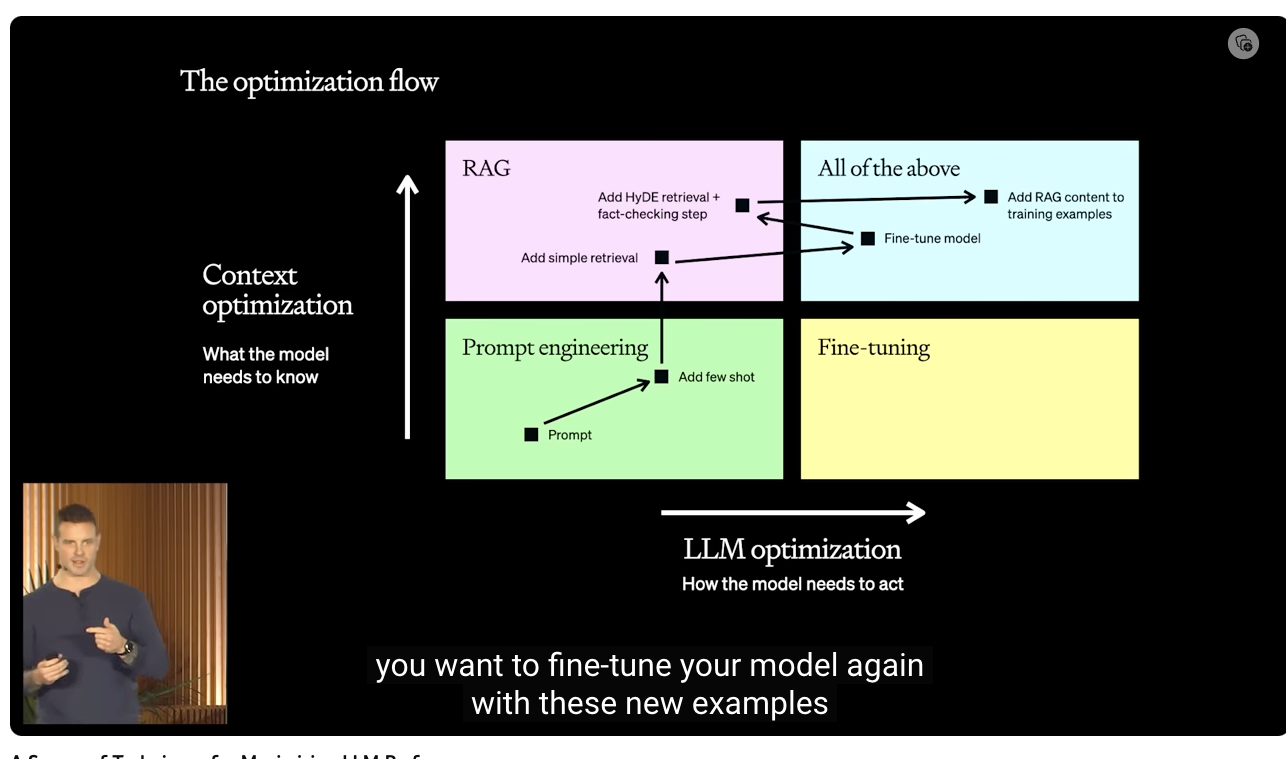 The optimization flow
RAG
Add HyDE retrieval +
fact-checking step
Add simple retrieval
All of the above
Add RAG content to
training examples
Fine-tune model
Context
optimization
What the model
needs to know
Prompt engineering
Add few shot
Prompt
Fine-tuning
LLM optimization
How the model needs to act
you want to fine-tune your model again
with these new examples